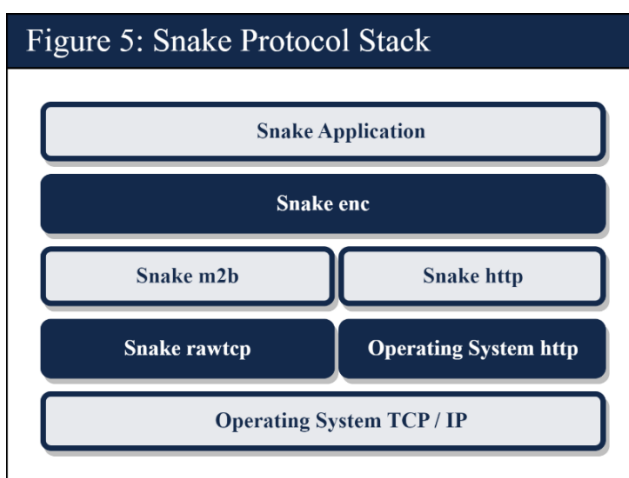 Figure 5: Snake Protocol Stack
Snake Application
Snake enc
Snake m2b
Snake http
Snake rawtcp
Operating System http
Operating System TCP / IP